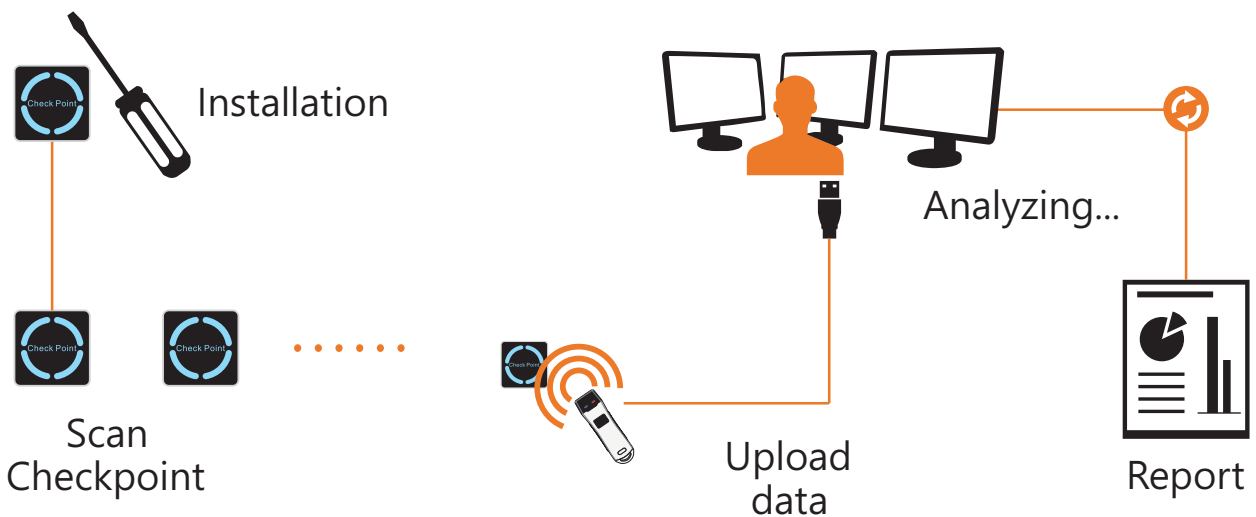 Check Point
Installation
Analyzing...
Check Point
Check Point
Check Point
Scan
Checkpoint
Upload
data
Report